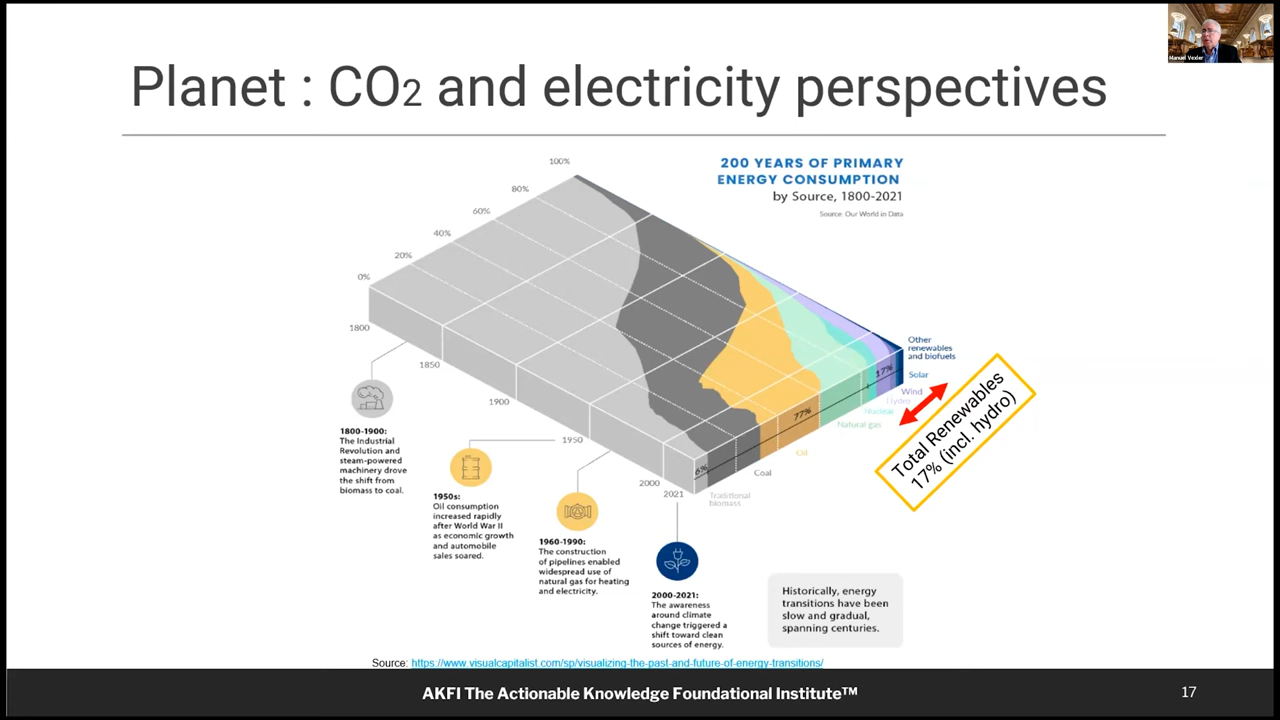 Manuel Vexler
Planet : CO2 and electricity perspectives
200 YEARS OF PRIMARY
ENERGY CONSUMPTION
by Source, 1800-2021
Source: Our World in Data
100%
80%
60%
40%
20%
0%
1800
1850
1900
1950
2000
2021
6%
77%
17%
Other
renewables
and biofuels
Solar
Wind
Hydro
Nuclear
Natural gas
Oil
Coal
Traditional
biomass
Total Renewables
17% (incl. hydro)
1800-1900:
The Industrial
Revolution and
steam-powered
machinery drove
the shift from
biomass to coal.
1950s:
Oil consumption
increased rapidly
after World War II
as economic growth
and automobile
sales soared.
1960-1990:
The construction
of pipelines enabled
widespread use of
natural gas for heating
and electricity.
2000-2021:
The awareness
around climate
change triggered a
shift toward clean
sources of energy.
Historically, energy
transitions have been
slow and gradual,
spanning centuries.
Source: https://www.visualcapitalist.com/sp/visualizing-the-past-and-future-of-energy-transitions/
AKFI The Actionable Knowledge Foundational Institute™
17